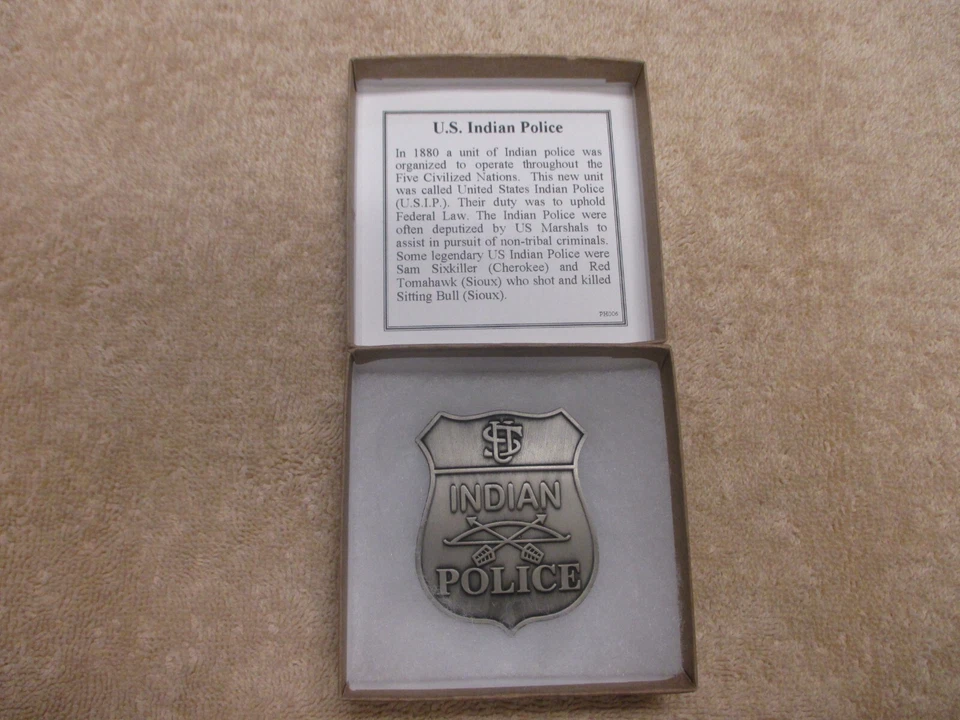 U.S. Indian Police
In 1880 a unit of Indian police was
organized to operate throughout the
Five Civilized Nations. This new unit
was called United States Indian Police
(U.S.I.P.). Their duty was to uphold
Federal Law. The Indian Police were
often deputized by US Marshals to
assist in pursuit of non-tribal criminals.
Some legendary US Indian Police were
Sam Sixkiller (Cherokee) and Red
Tomahawk (Sioux) who shot and killed
Sitting Bull (Sioux).
US
INDIAN
POLICE